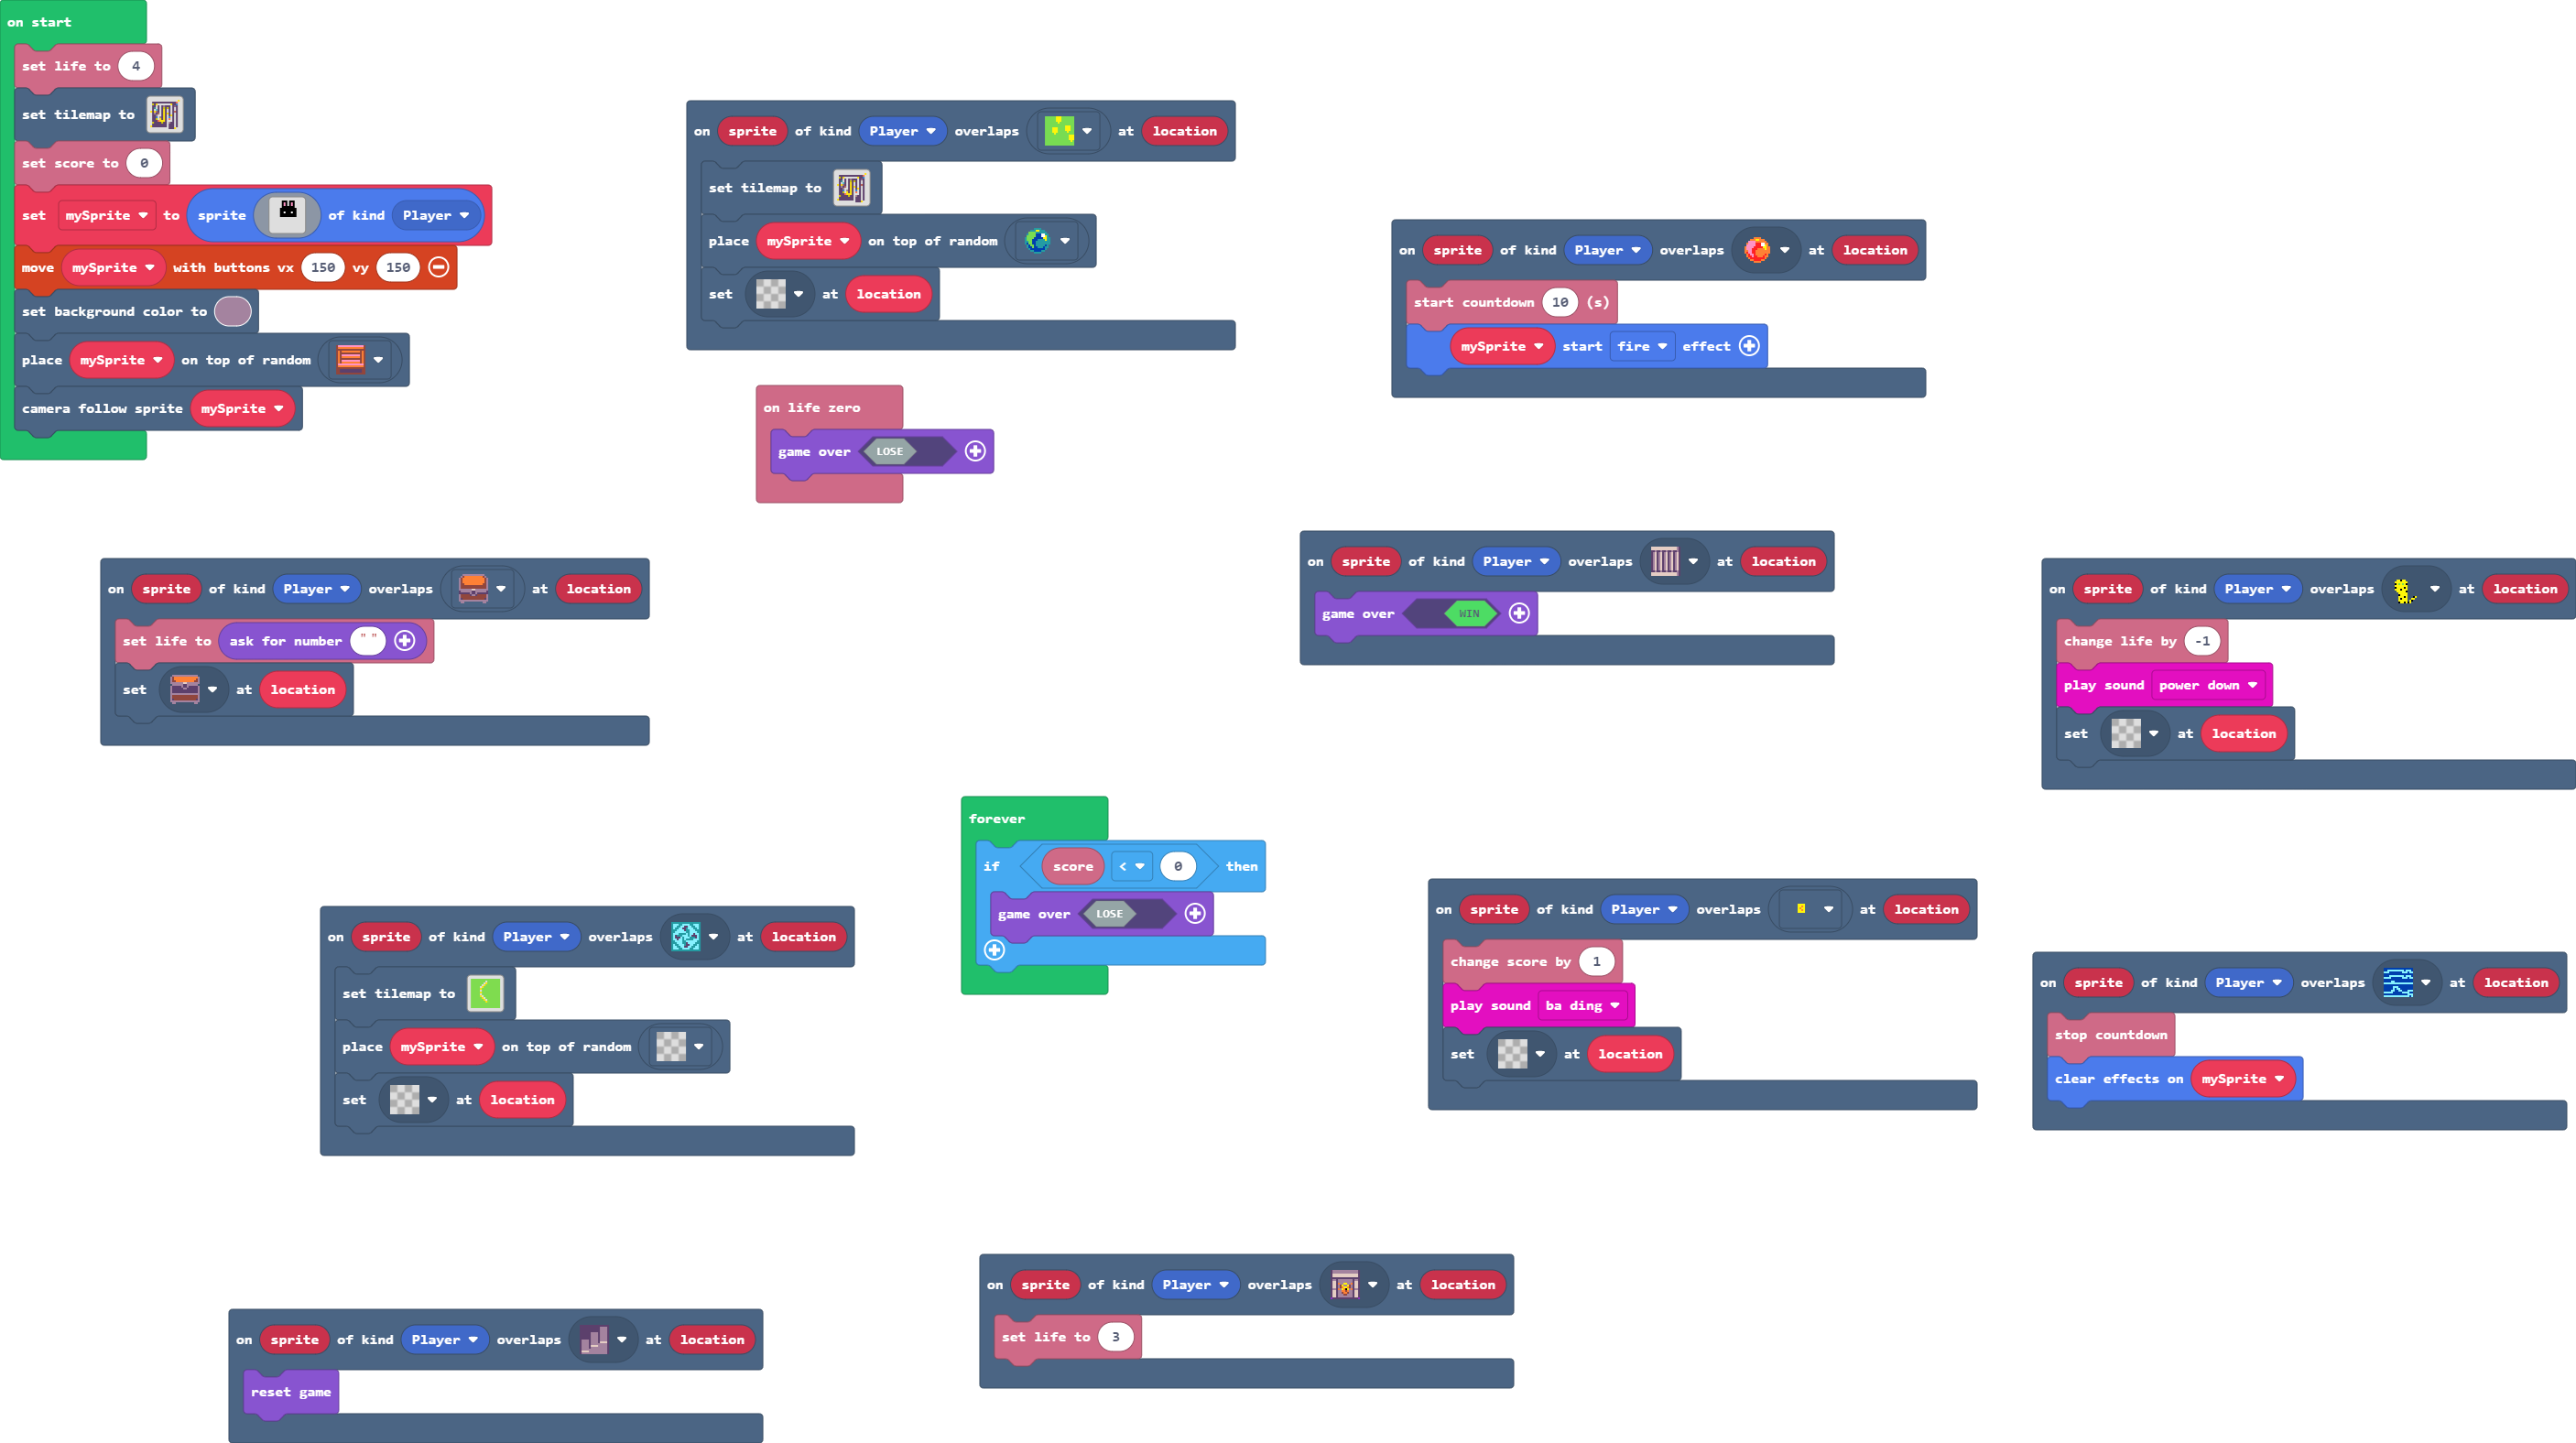 on start
set life to 4
set tilemap to
set score to 0
set mySprite to sprite of kind Player
move mySprite with buttons vx 150 vy 150
set background color to
place mySprite on top of random
camera follow sprite mySprite
on sprite of kind Player overlaps at location
set tilemap to
place mySprite on top of random
set at location
on life zero
game over LOSE
on sprite of kind Player overlaps at location
start countdown 10 (s)
mySprite start fire effect
on sprite of kind Player overlaps at location
set life to ask for number " "
set at location
on sprite of kind Player overlaps at location
game over WIN
on sprite of kind Player overlaps at location
change life by -1
play sound power down
set at location
forever
if score < 0 then
game over LOSE
on sprite of kind Player overlaps at location
set tilemap to
place mySprite on top of random
set at location
on sprite of kind Player overlaps at location
change score by 1
play sound ba ding
set at location
on sprite of kind Player overlaps at location
stop countdown
clear effects on mySprite
on sprite of kind Player overlaps at location
set life to 3
on sprite of kind Player overlaps at location
reset game